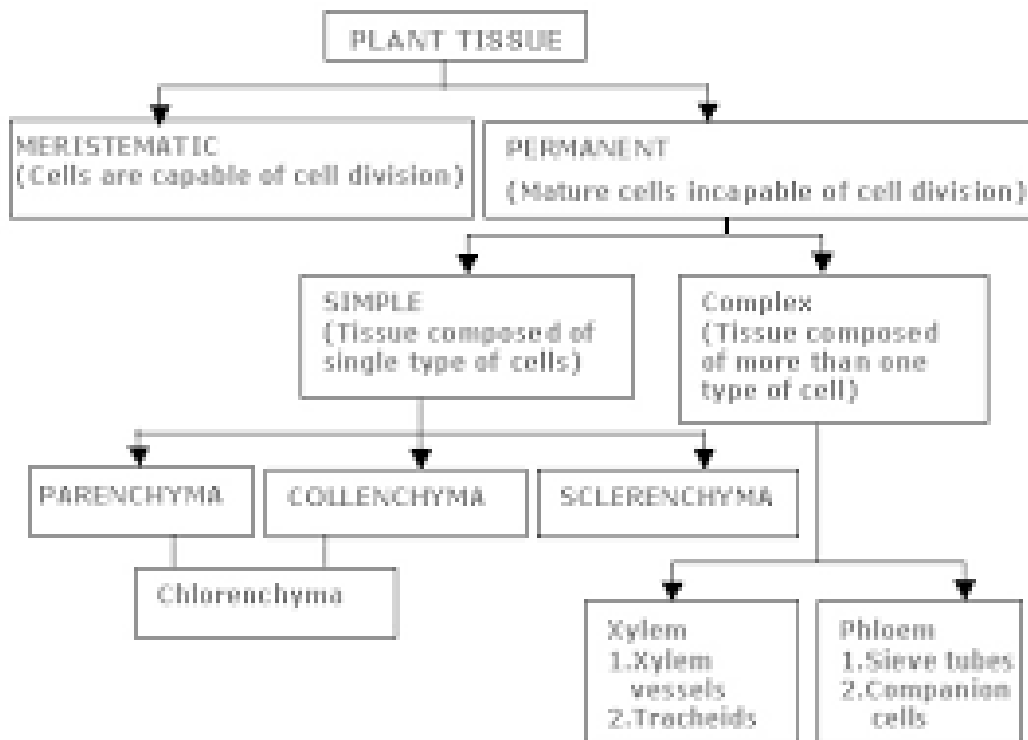 PLANT TISSUE
MERISTEMATIC
(Cells are capable of cell division)
PERMANENT
(Mature cells incapable of cell division)
SIMPLE
(Tissue composed of
single type of cells)
Complex
(Tissue composed
of more than one
type of cell)
PARENCHYMA
COLLENCHYMA
SCLERENCHYMA
Chlorenchyma
Xylem
1.Xylem
vessels
2.Tracheids
Phloem
1.Sieve tubes
2.Companion
cells